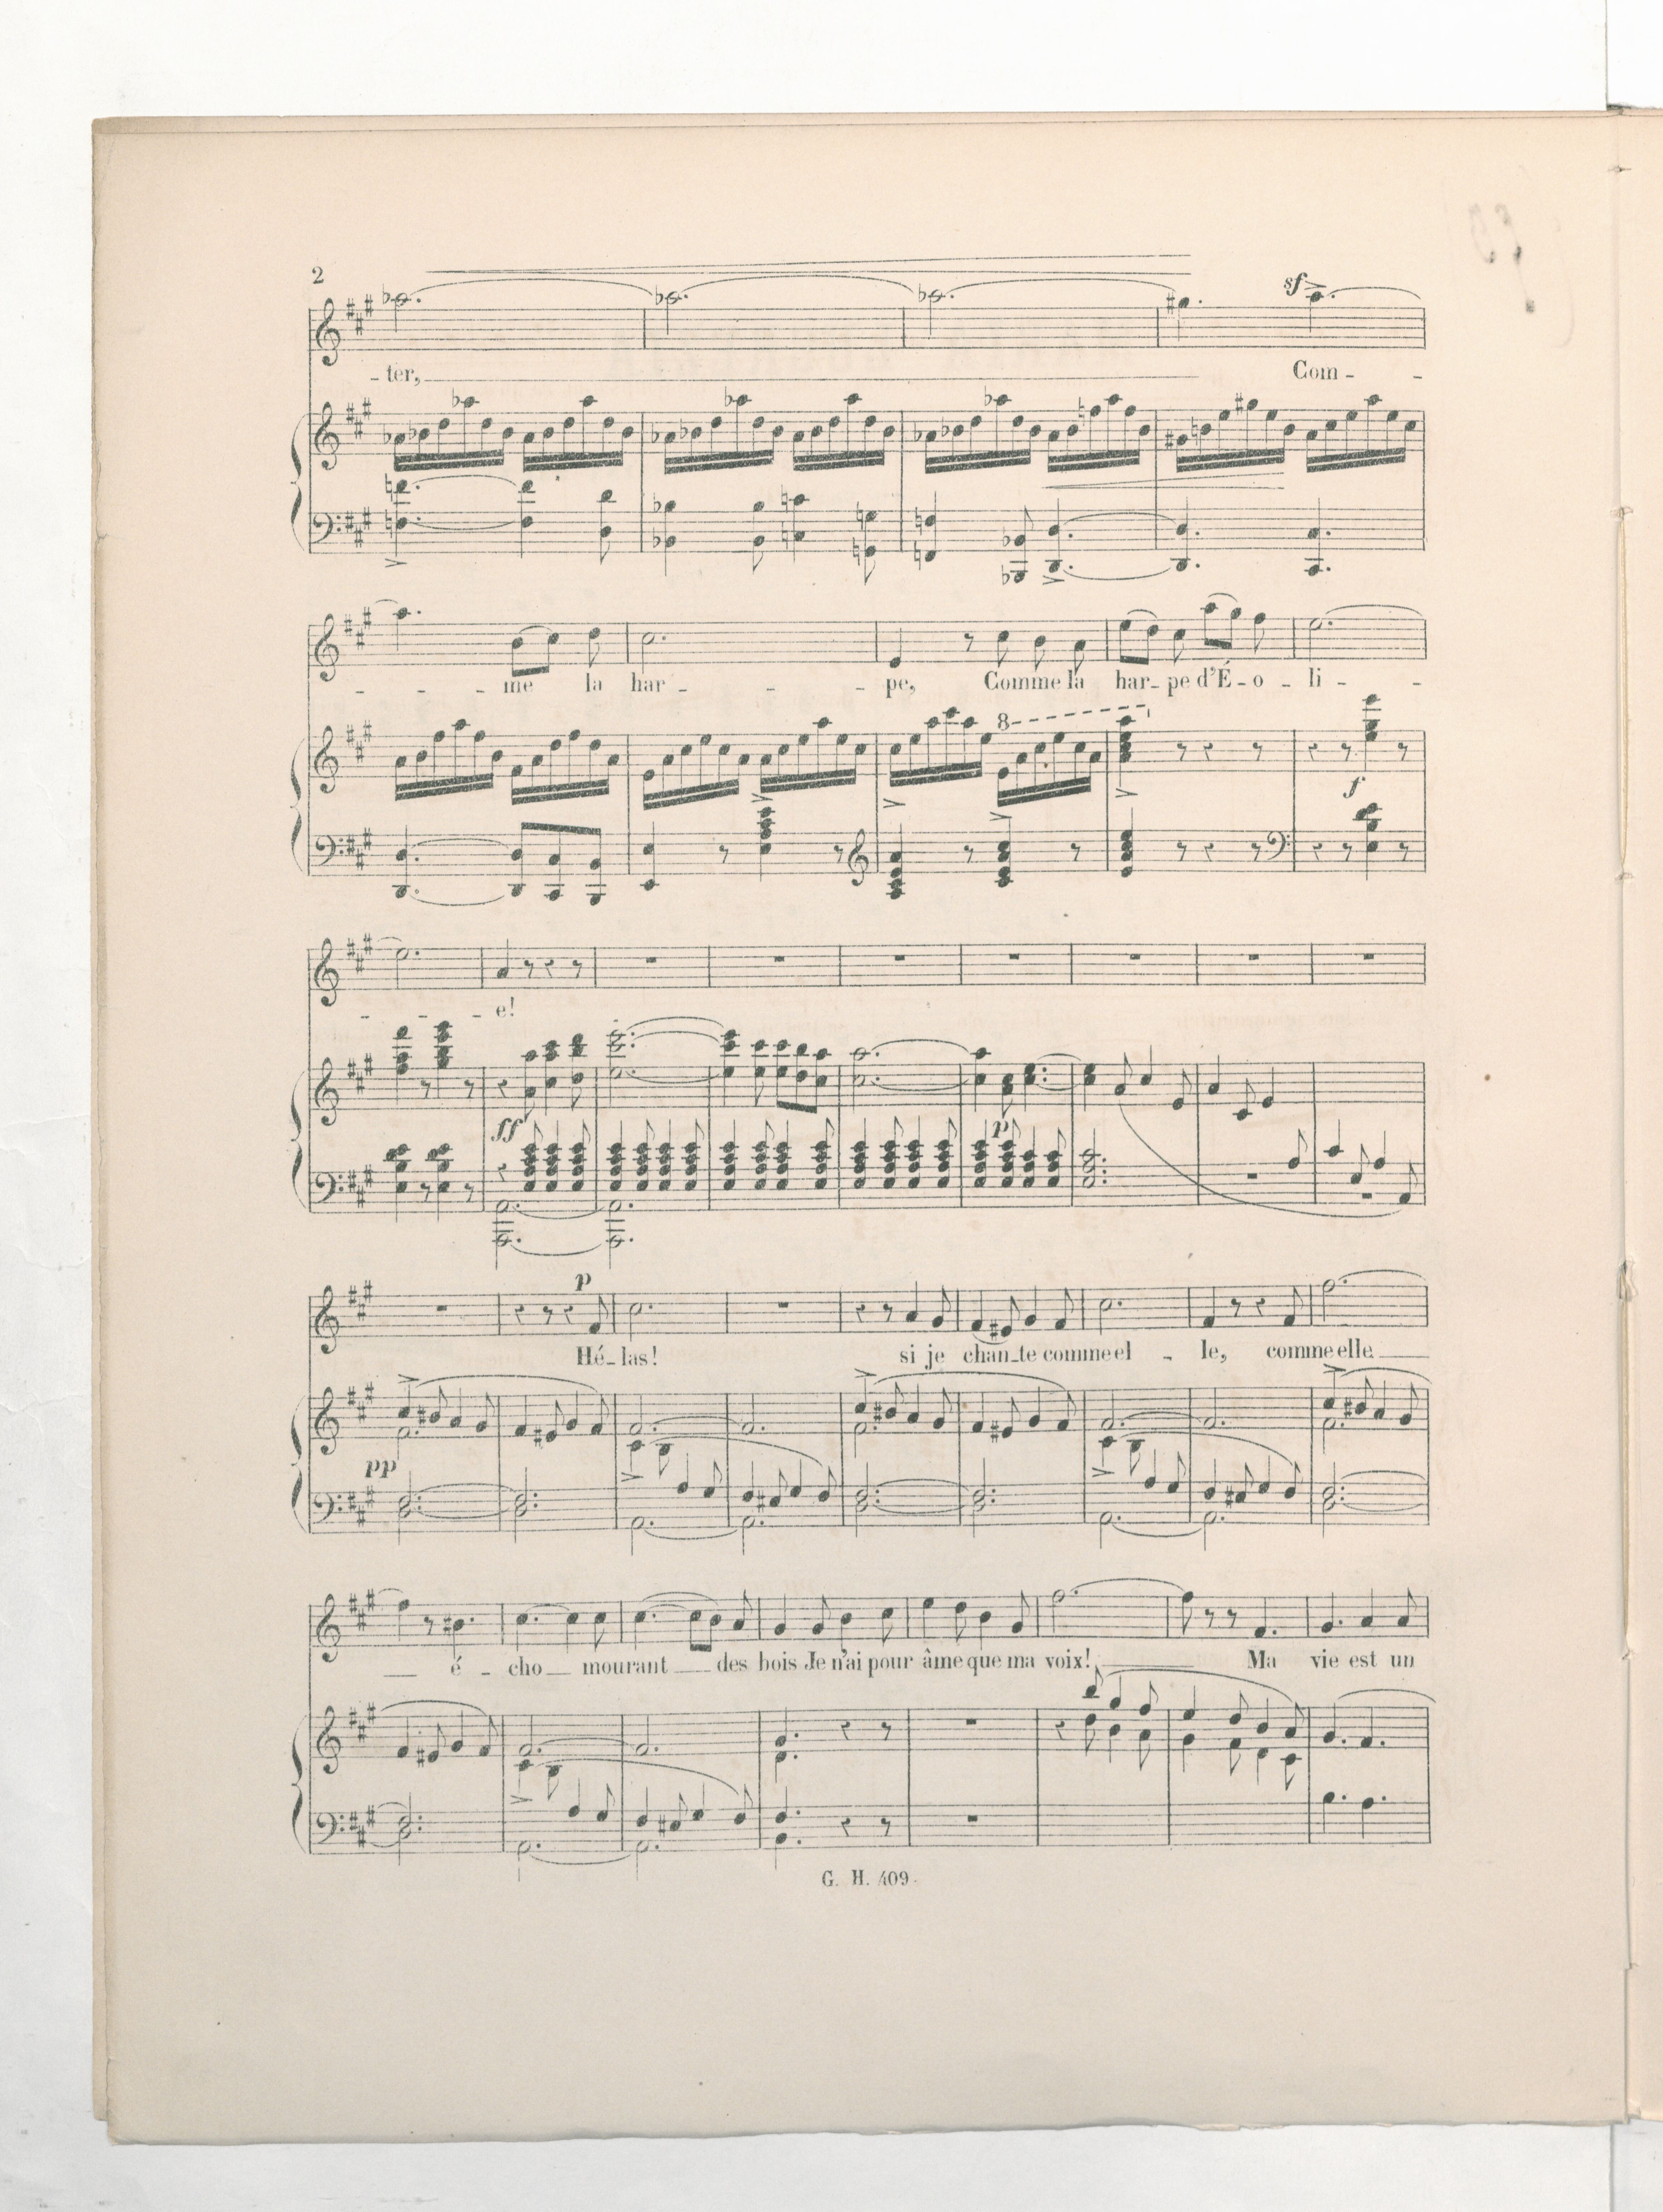 2
sf
- ter, Com - -
- - - me la har - - - pe, Comme la har - pe d'É - o - li - -
8
f
- - - e!
ff
p
p
Hé - las! si je chan - te comme el - le, comme elle
pp
é - cho mourant des bois Je n'ai pour âme que ma voix! Ma vie est un
G. H. 409.